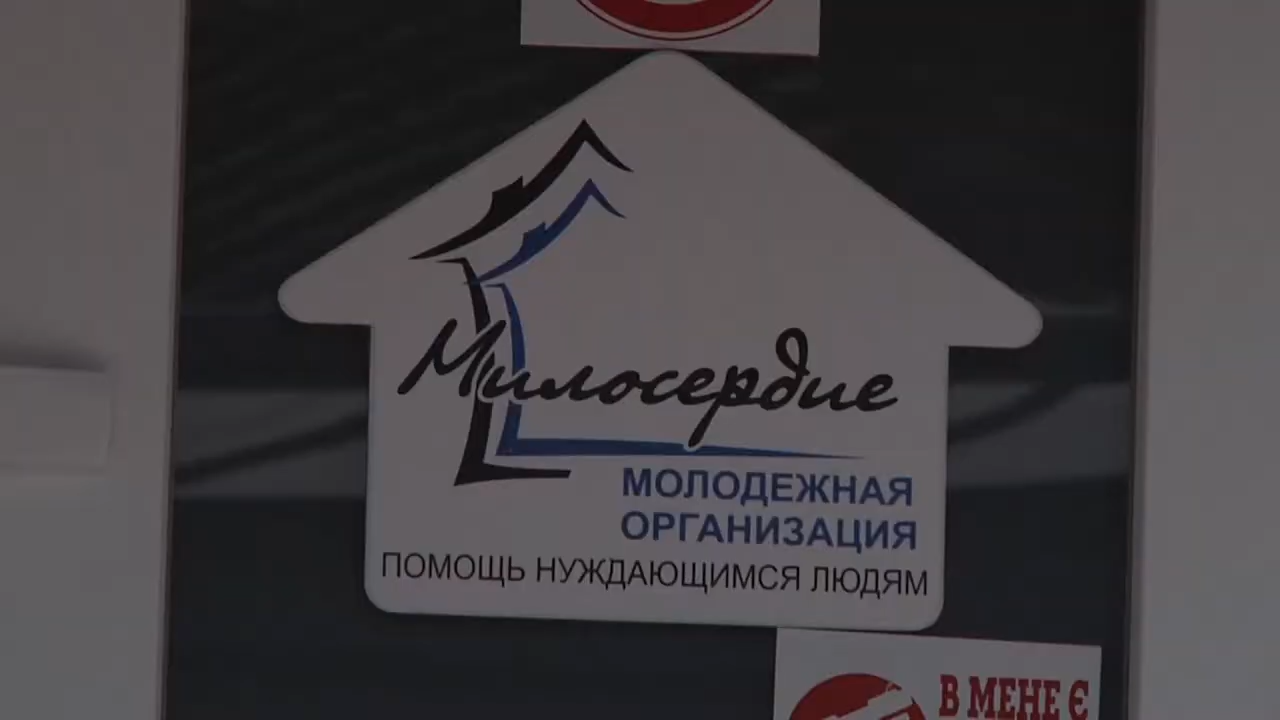 Милосердие
МОЛОДЕЖНАЯ
ОРГАНИЗАЦИЯ
ПОМОЩЬ НУЖДАЮЩИМСЯ ЛЮДЯМ
В МЕНЕ Є